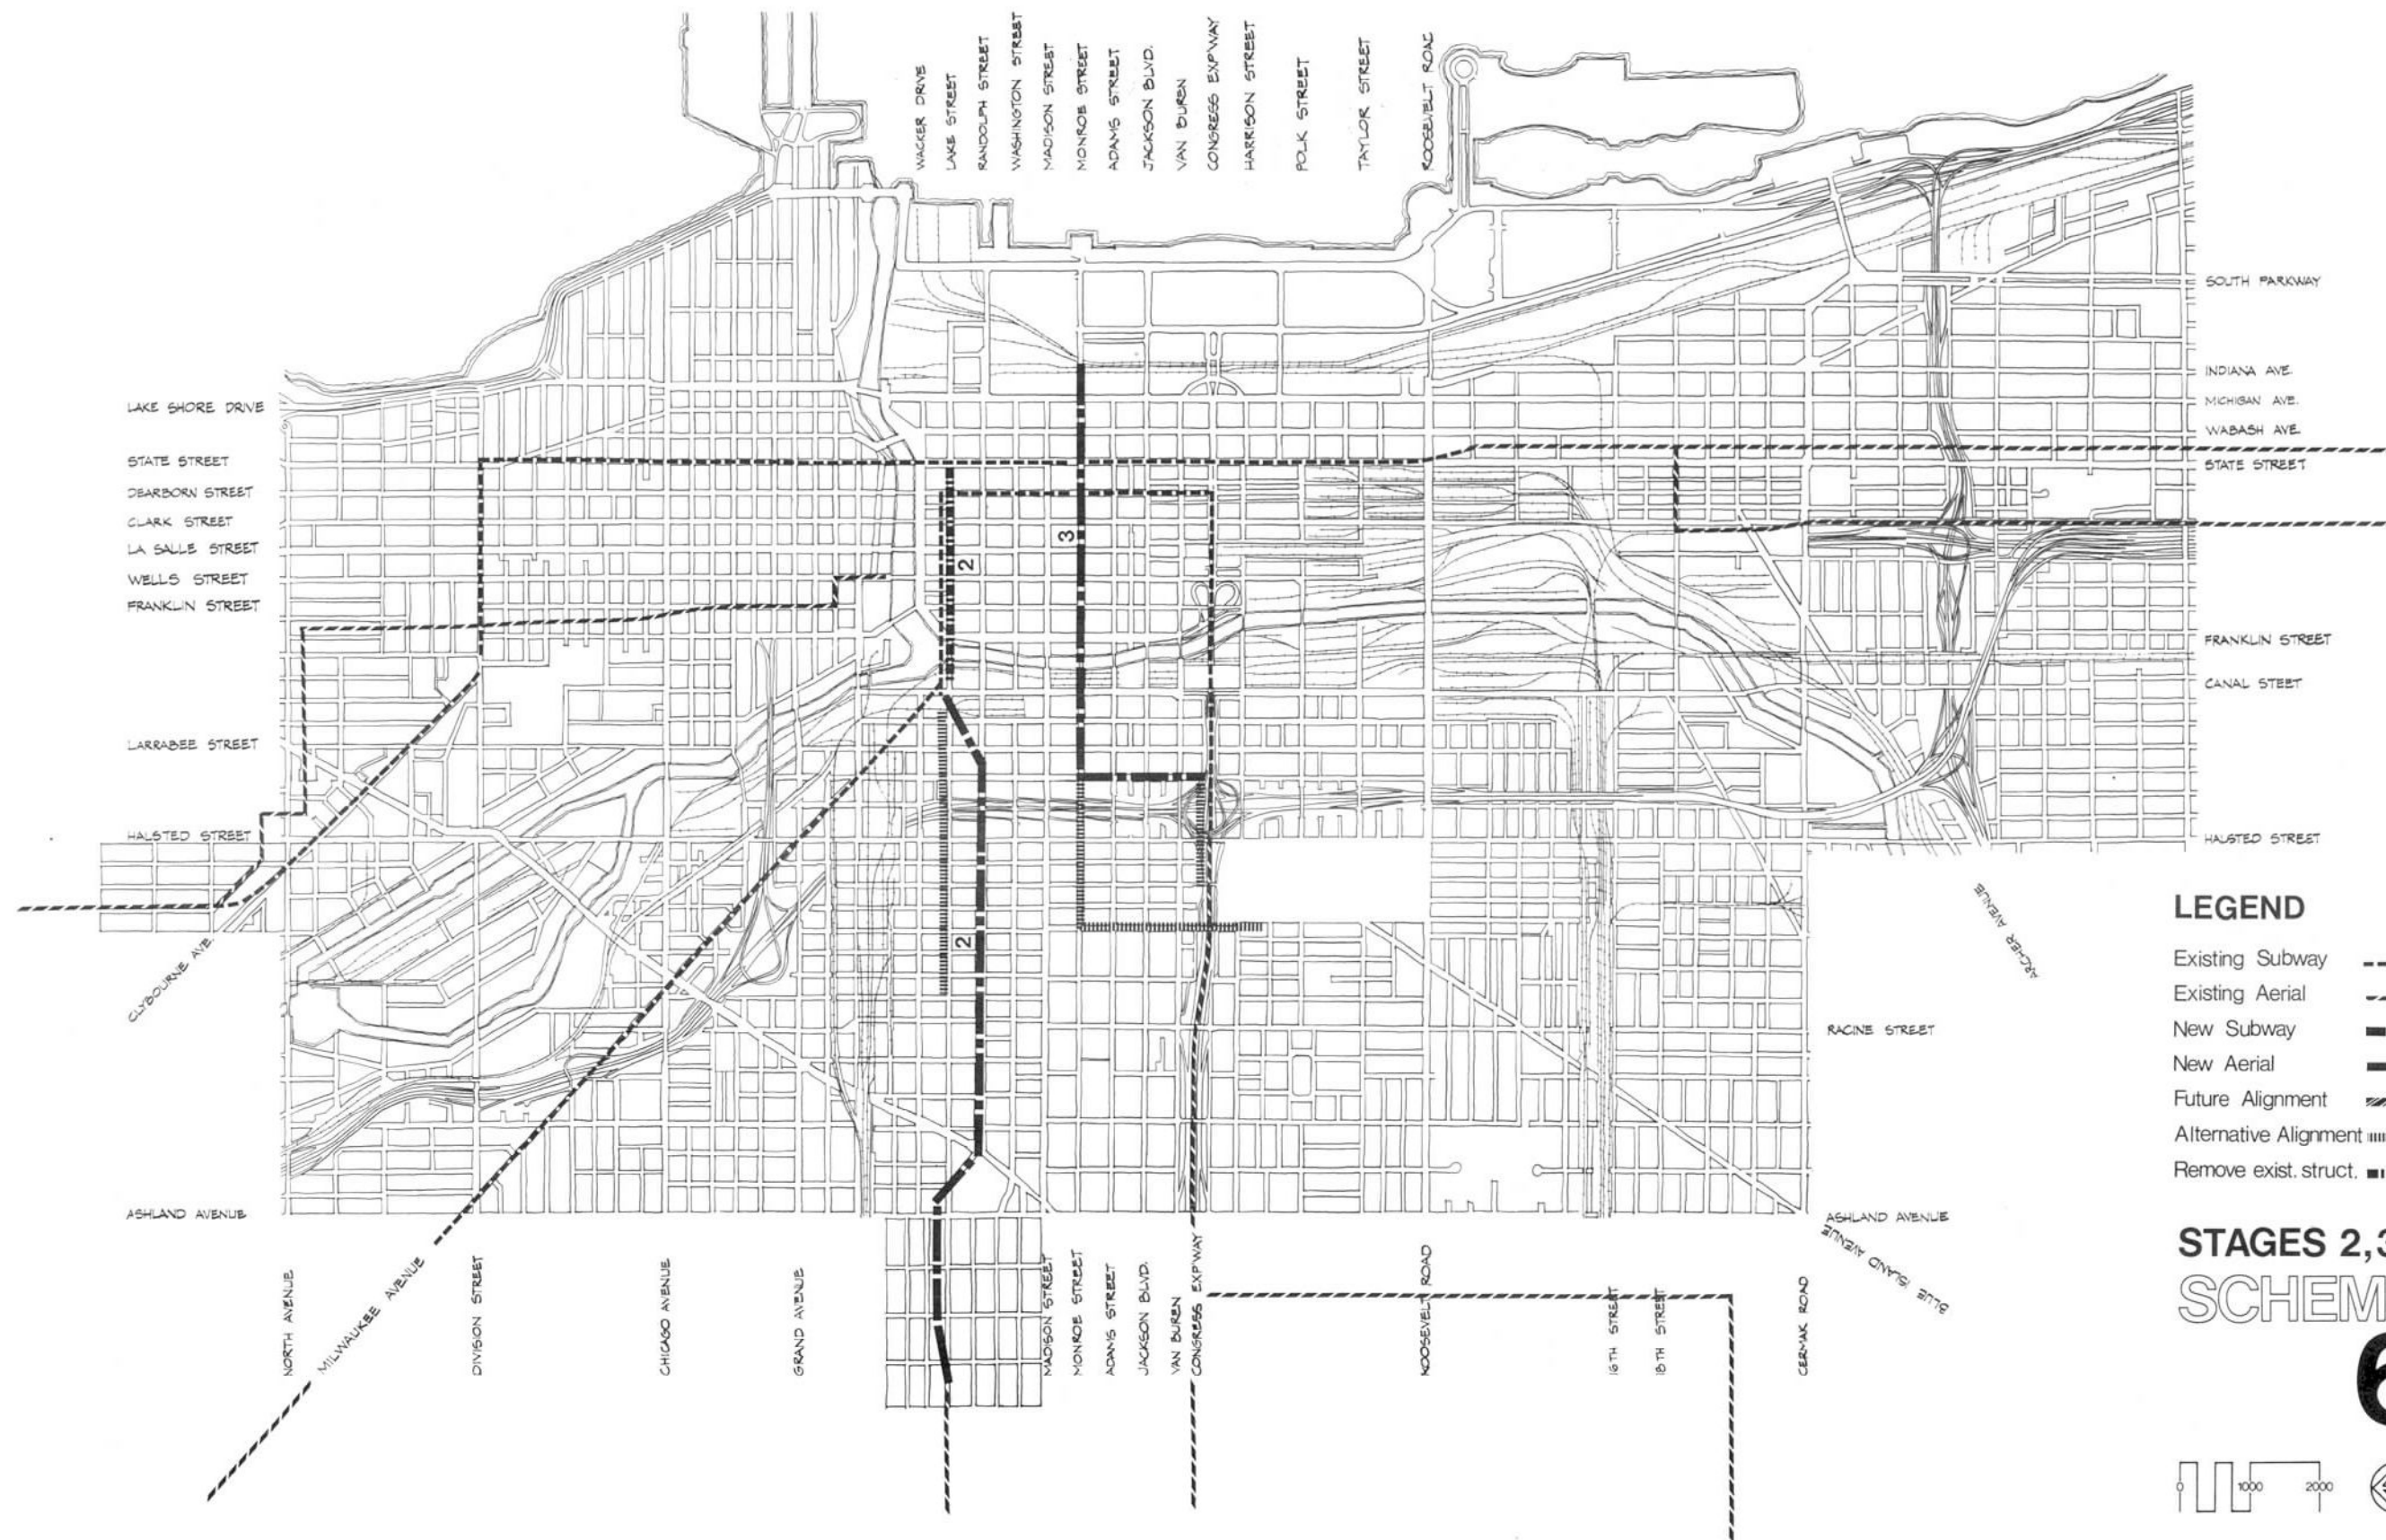 WACKER DRIVE
LAKE STREET
RANDOLPH STREET
WASHINGTON STREET
MADISON STREET
MONROE STREET
ADAMS STREET
JACKSON BLVD.
VAN BUREN
CONGRESS EXP'WAY
HARRISON STREET
POLK STREET
TAYLOR STREET
ROOSEVELT ROAD
LAKE SHORE DRIVE
STATE STREET
DEARBORN STREET
CLARK STREET
LA SALLE STREET
WELLS STREET
FRANKLIN STREET
LARRABEE STREET
HALSTED STREET
CLYBOURNE AVE.
ASHLAND AVENUE
SOUTH PARKWAY
INDIANA AVE.
MICHIGAN AVE.
WABASH AVE.
STATE STREET
FRANKLIN STREET
CANAL STEET
HALSTED STREET
ARCHER AVENUE
RACINE STREET
ASHLAND AVENUE
BLUE ISLAND AVENUE
2
3
2
NORTH AVENUE
MILWAUKEE AVENUE
DIVISION STREET
CHICAGO AVENUE
GRAND AVENUE
MADISON STREET
MONROE STREET
ADAMS STREET
JACKSON BLVD.
VAN BUREN
CONGRESS EXP'WAY
ROOSEVELT ROAD
16TH STREET
18TH STREET
CERMAK ROAD
LEGEND
Existing Subway
Existing Aerial
New Subway
New Aerial
Future Alignment
Alternative Alignment
Remove exist. struct.
STAGES 2,3
SCHEM
6
0 1000 2000